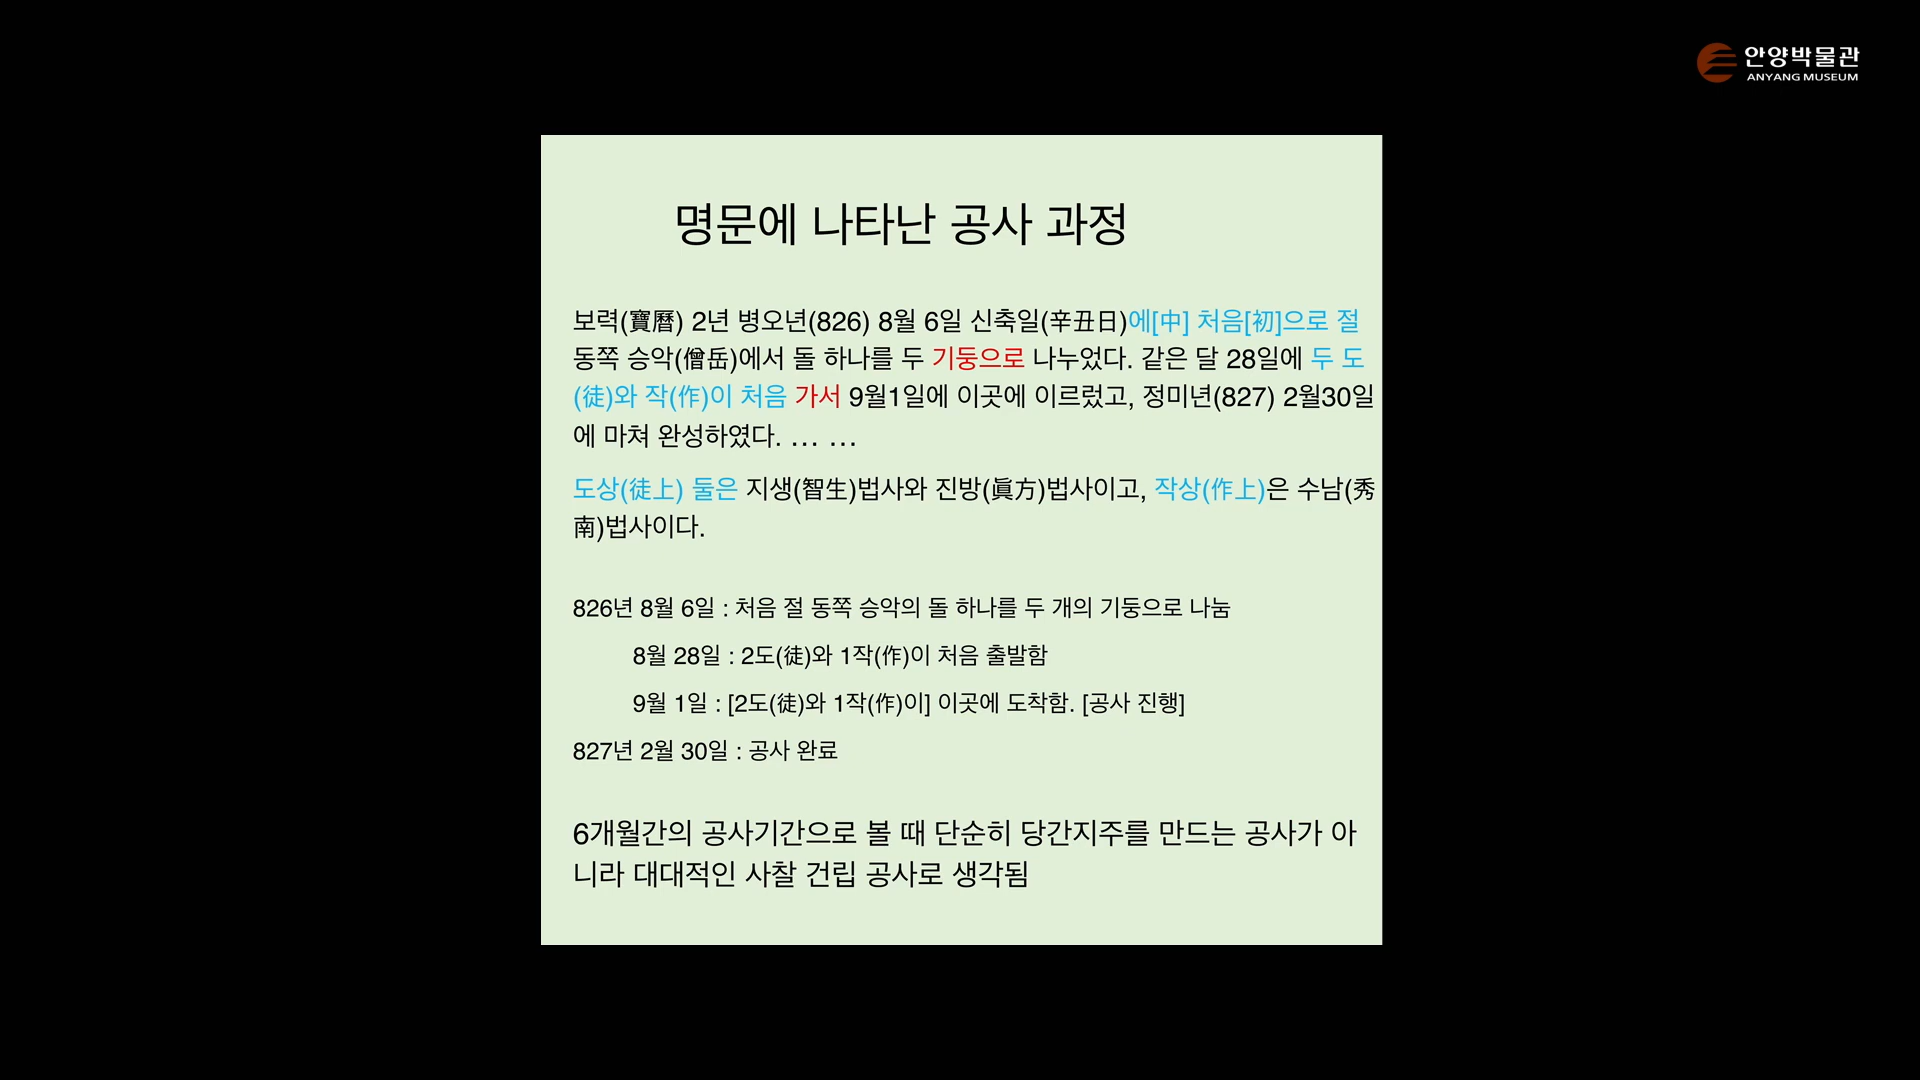 안양박물관
ANYANG MUSEUM
명문에 나타난 공사 과정
보력(寶曆) 2년 병오년(826) 8월 6일 신축일(辛丑日)에[中] 처음[初]으로 절
동쪽 승악(僧岳)에서 돌 하나를 두 기둥으로 나누었다. 같은 달 28일에 두 도
(徒)와 작(作)이 처음 가서 9월1일에 이곳에 이르렀고, 정미년(827) 2월30일
에 마쳐 완성하였다. … …
도상(徒上) 둘은 지생(智生)법사와 진방(眞方)법사이고, 작상(作上)은 수남(秀
南)법사이다.
826년 8월 6일 : 처음 절 동쪽 승악의 돌 하나를 두 개의 기둥으로 나눔
8월 28일 : 2도(徒)와 1작(作)이 처음 출발함
9월 1일 : [2도(徒)와 1작(作)이] 이곳에 도착함. [공사 진행]
827년 2월 30일 : 공사 완료
6개월간의 공사기간으로 볼 때 단순히 당간지주를 만드는 공사가 아
니라 대대적인 사찰 건립 공사로 생각됨